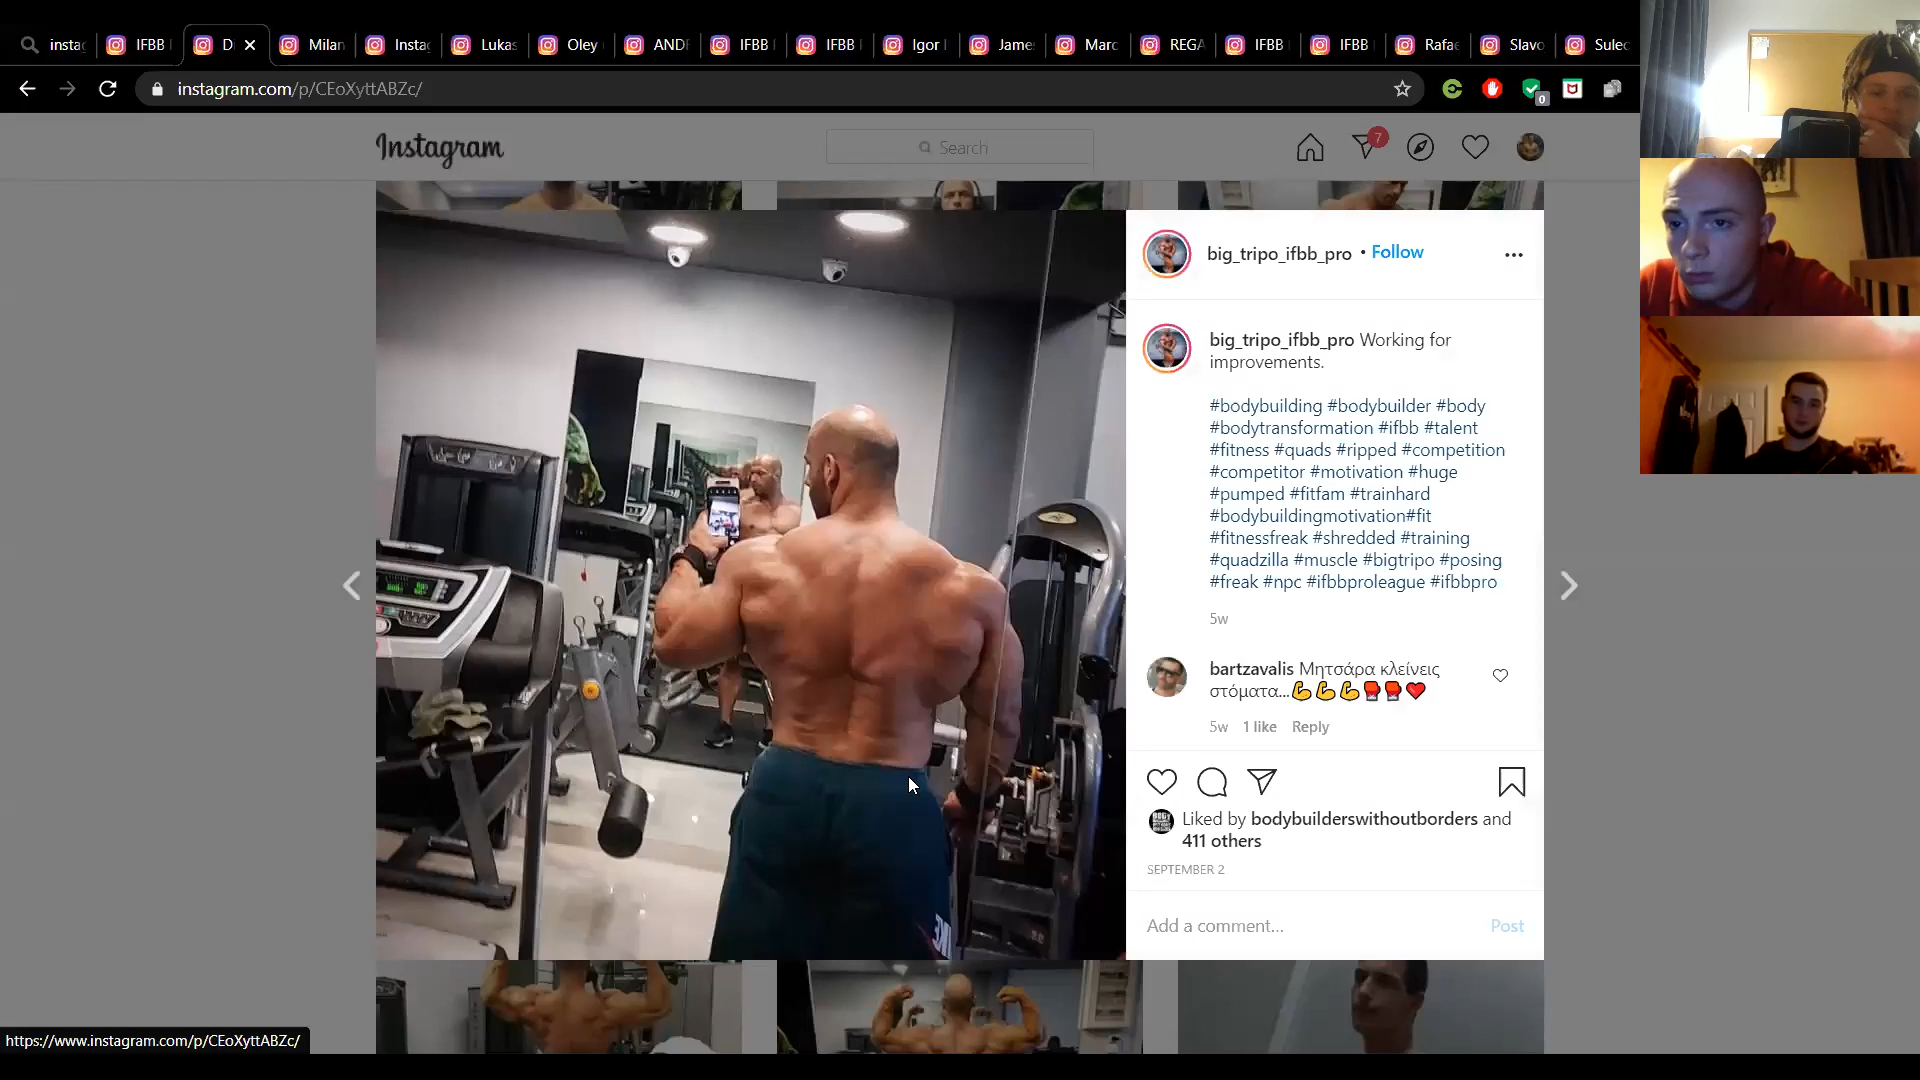 insta
IFBB
D
Milan
Insta
Lukas
Oley
AND
IFBB
IFBB
Igor
Jame
Marc
REGA
IFBB
IFBB
Rafa
Slavo
Sulec
instagram.com/p/CEoXyttABZc/
0
Instagram
Search
7
big_tripo_ifbb_pro • Follow
big_tripo_ifbb_pro Working for
improvements.
#bodybuilding #bodybuilder #body
#bodytransformation #ifbb #talent
#fitness #quads #ripped #competition
#competitor #motivation #huge
#pumped #fitfam #trainhard
#bodybuildingmotivation#fit
#fitnessfreak #shredded #training
#quadzilla #muscle #bigtripo #posing
#freak #npc #ifbbproleague #ifbbpro
5w
bartzavalis Μητσάρα κλείνεις
στόματα...💪💪💪🥊🥊❤️
5w 1 like Reply
Liked by bodybuilderswithoutborders and
411 others
SEPTEMBER 2
Add a comment...
Post
https://www.instagram.com/p/CEoXyttABZc/